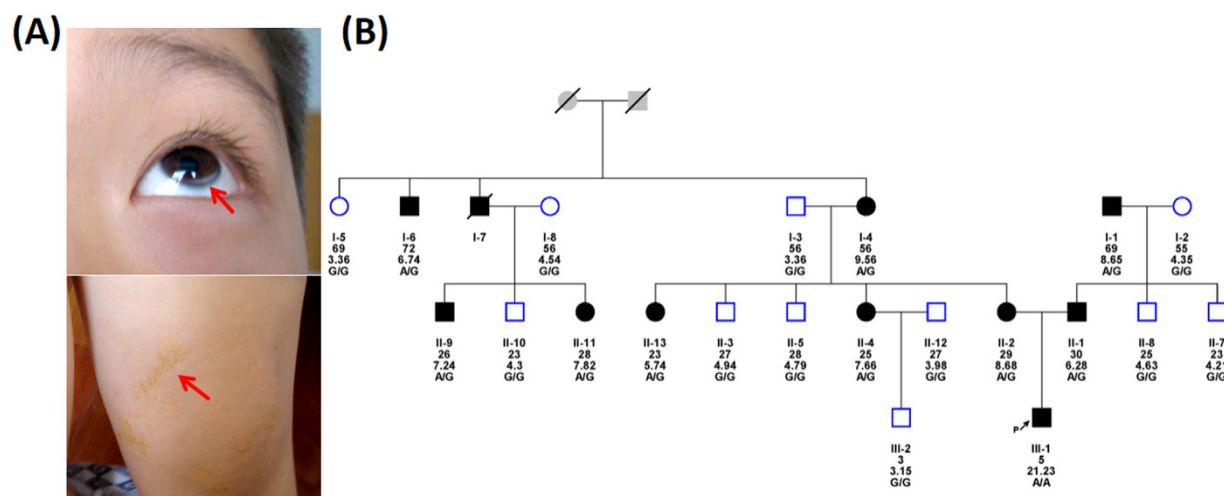 (A)
(B)
I-5
69
3.36
G/G
I-6
72
6.74
A/G
I-7
I-8
56
4.54
G/G
I-3
56
3.36
G/G
I-4
56
9.56
A/G
I-1
69
8.65
A/G
I-2
55
4.35
G/G
II-9
26
7.24
A/G
II-10
23
4.3
G/G
II-11
28
7.82
A/G
II-13
23
5.74
A/G
II-3
27
4.94
G/G
II-5
28
4.79
G/G
II-4
25
7.66
A/G
II-12
27
3.98
G/G
II-2
29
8.68
A/G
II-1
30
6.28
A/G
II-8
25
4.63
G/G
II-7
23
4.21
G/G
III-2
3
3.15
G/G
P
III-1
5
21.23
A/A